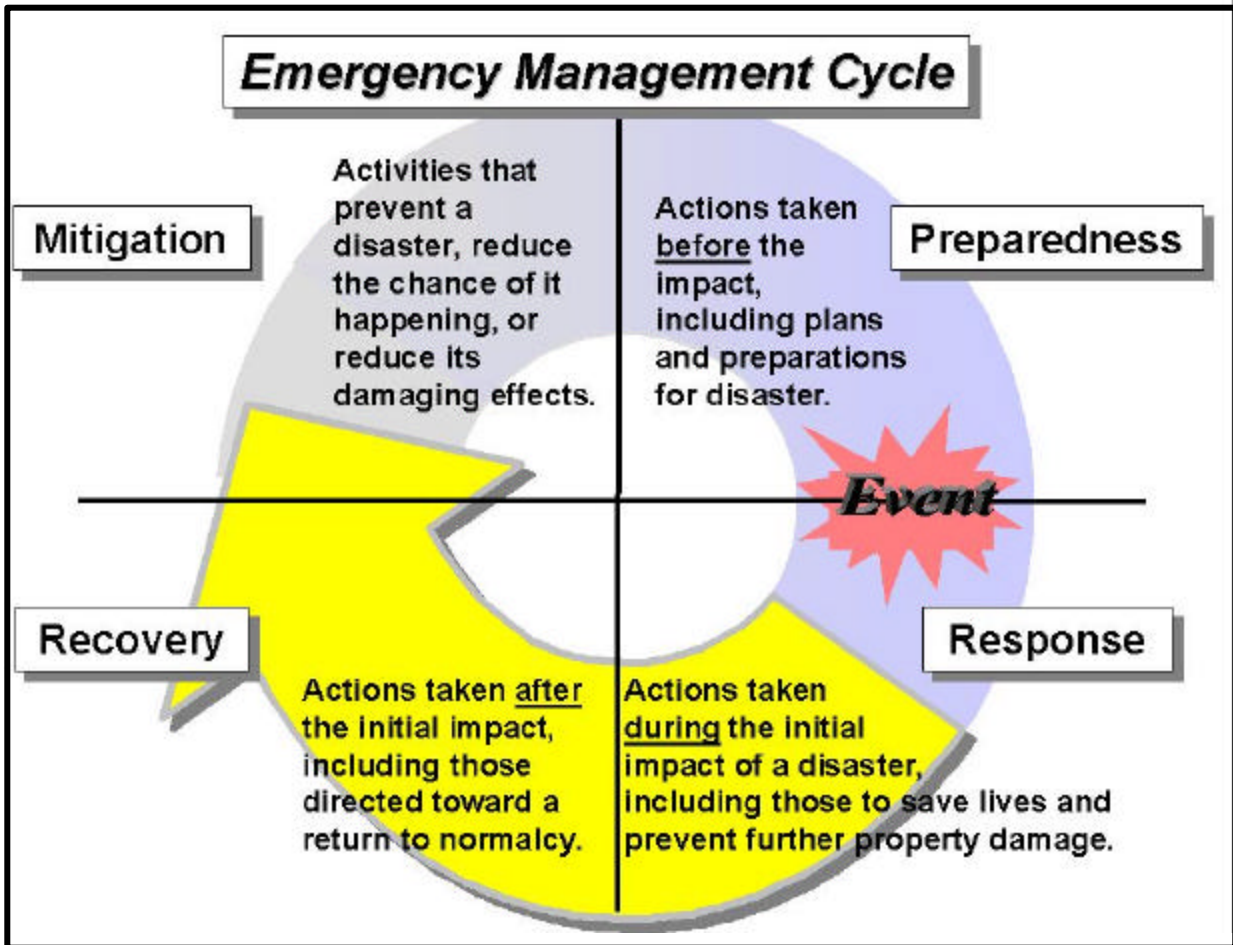 Emergency Management Cycle
Mitigation
Activities that
prevent a
disaster, reduce
the chance of it
happening, or
reduce its
damaging effects.
Actions taken
before the
impact,
including plans
and preparations
for disaster.
Preparedness
Event
Recovery
Actions taken after
the initial impact,
including those
directed toward a
return to normalcy.
Actions taken
during the initial
impact of a disaster,
including those to save lives and
prevent further property damage.
Response